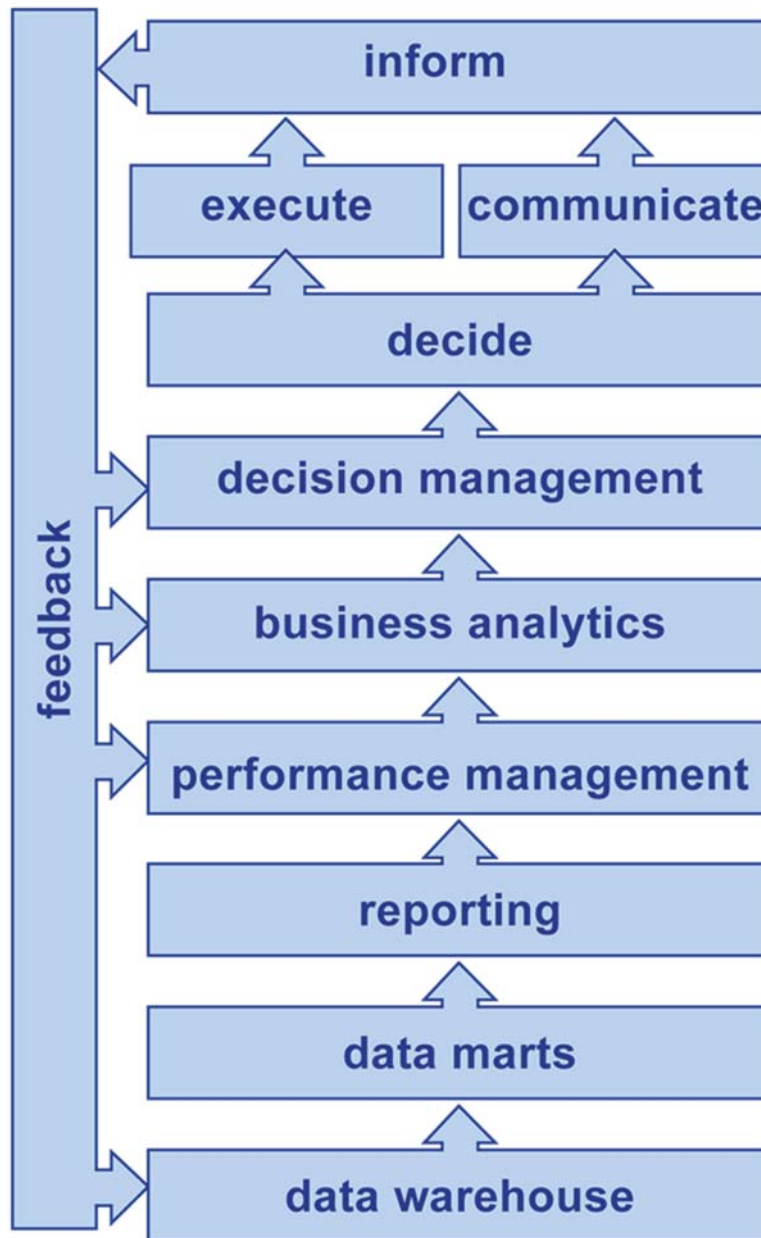 inform
execute
communicate
decide
decision management
business analytics
feedback
performance management
reporting
data marts
data warehouse